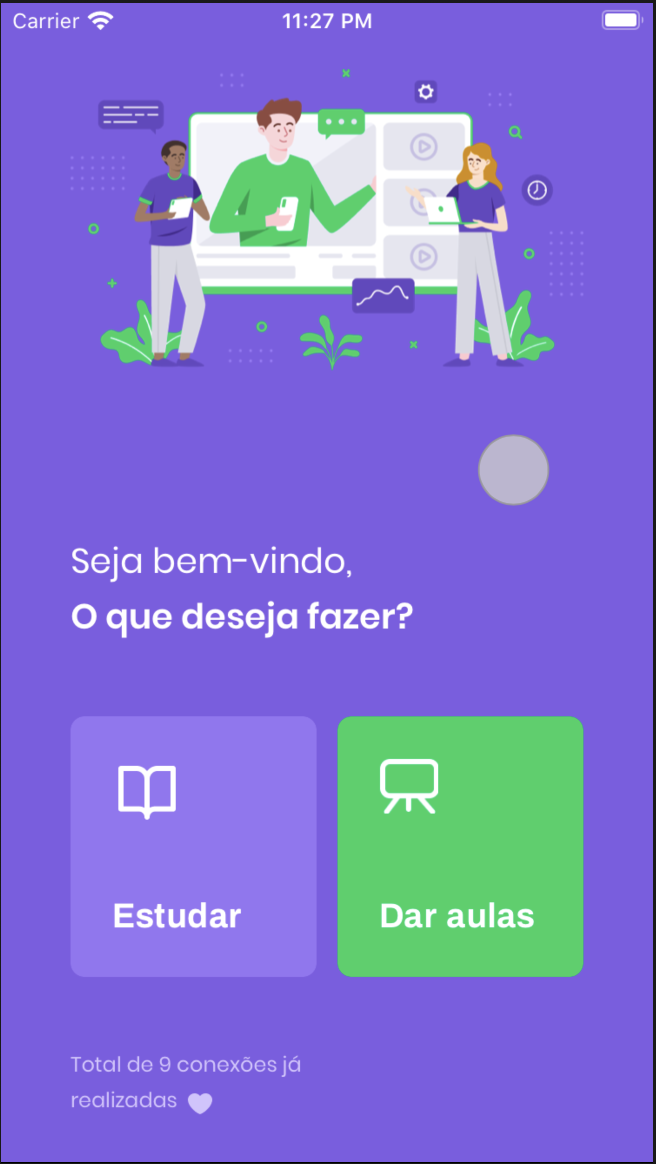 Carrier 11:27 PM
Seja bem-vindo,
O que deseja fazer?
Estudar Dar aulas
Total de 9 conexões já
realizadas